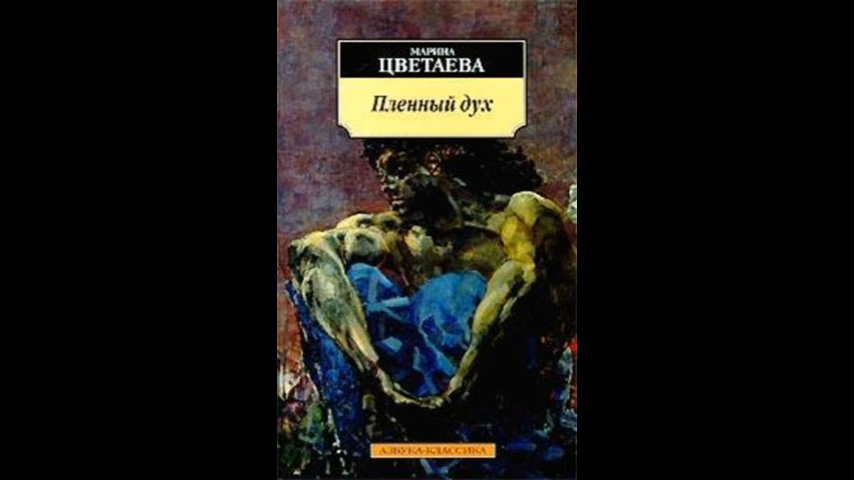 МАРИНА
ЦВЕТАЕВА
Пленный дух
АЗБУКА-КЛАССИКА